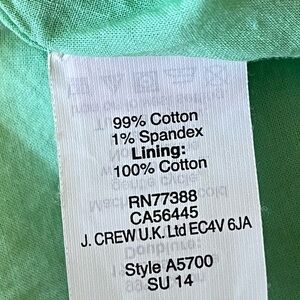 99% Cotton
1% Spandex
Lining:
100% Cotton
RN77388
CA56445
J. CREW U.K. Ltd EC4V 6JA
Style A5700
SU 14